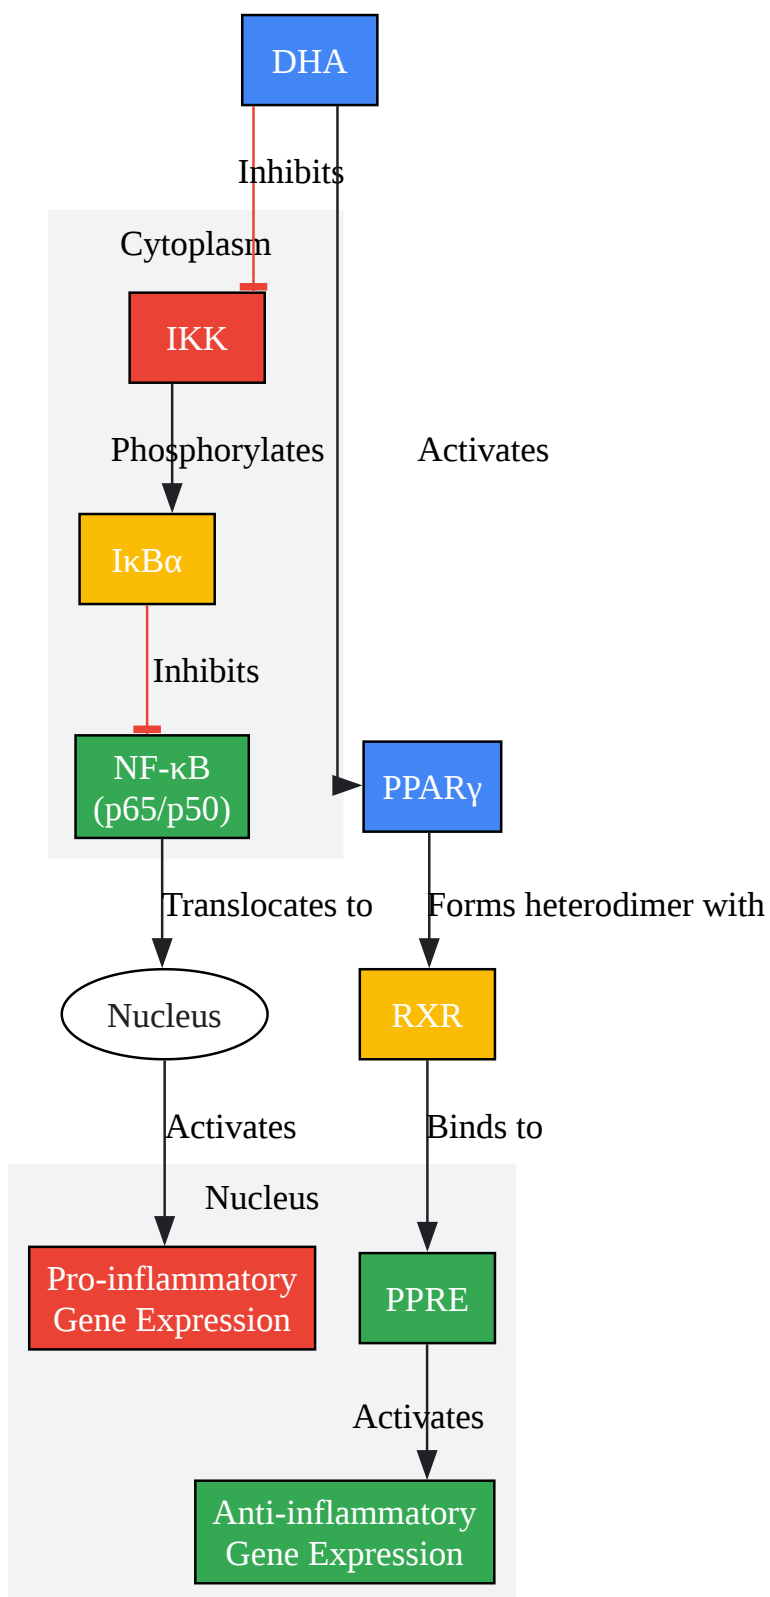 DHA
Inhibits
Cytoplasm
IKK
Phosphorylates
Activates
IκBα
Inhibits
NF-κB
(p65/p50)
PPARγ
Translocates to
Forms heterodimer with
Nucleus
RXR
Activates
Binds to
Nucleus
Pro-inflammatory
Gene Expression
PPRE
Activates
Anti-inflammatory
Gene Expression